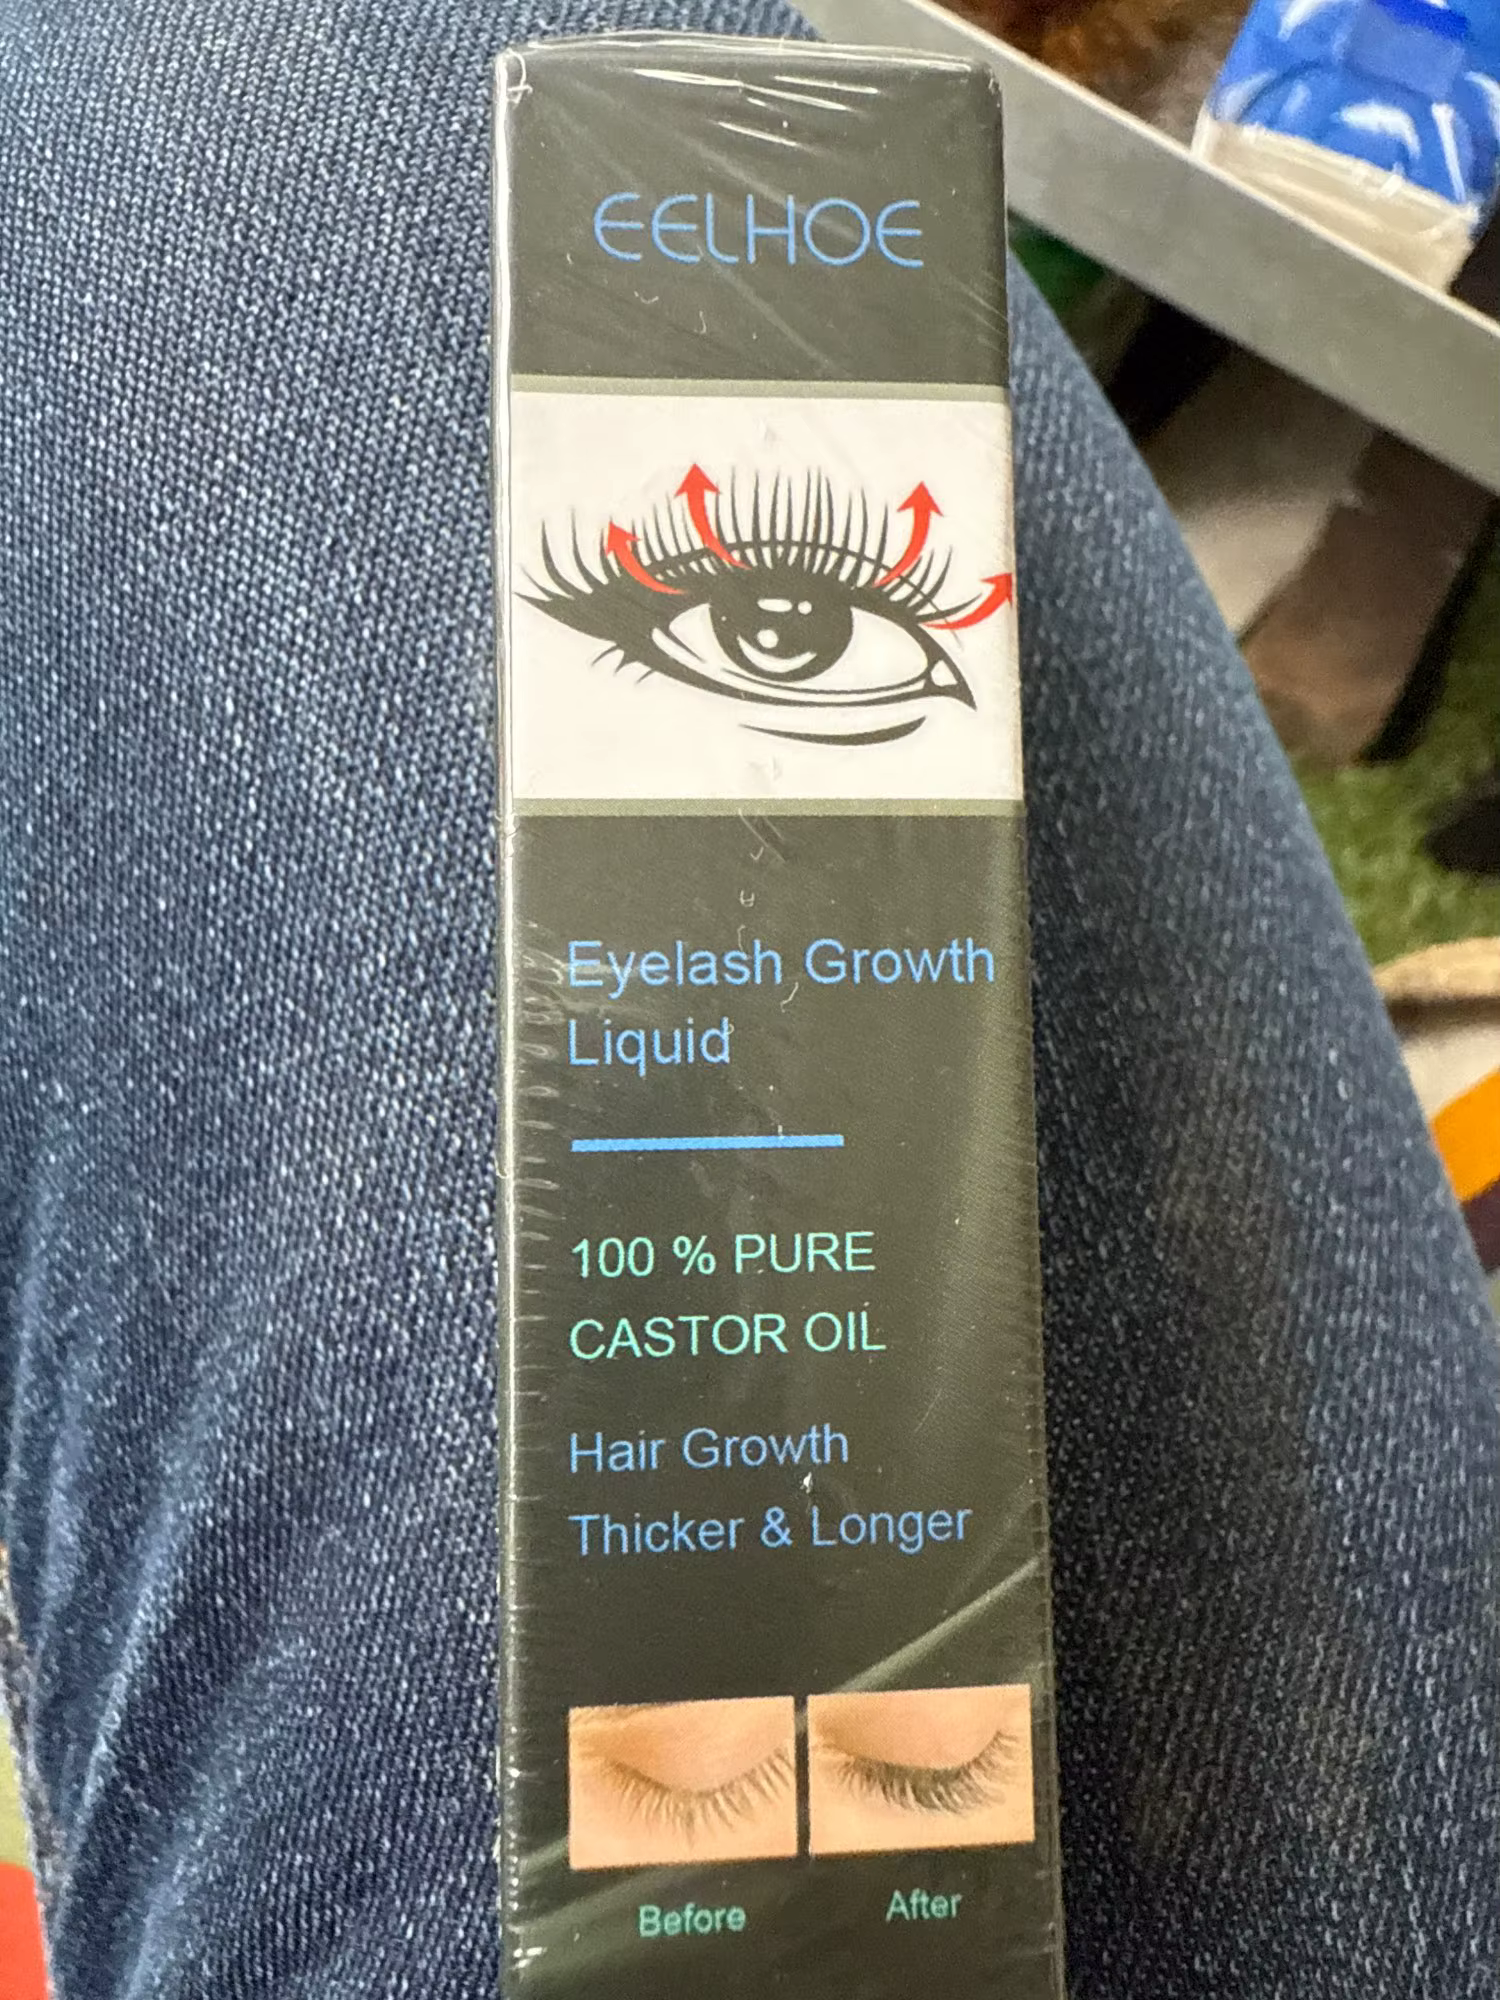 EELHOE
Eyelash Growth
Liquid
100 % PURE
CASTOR OIL
Hair Growth
Thicker & Longer
Before
After